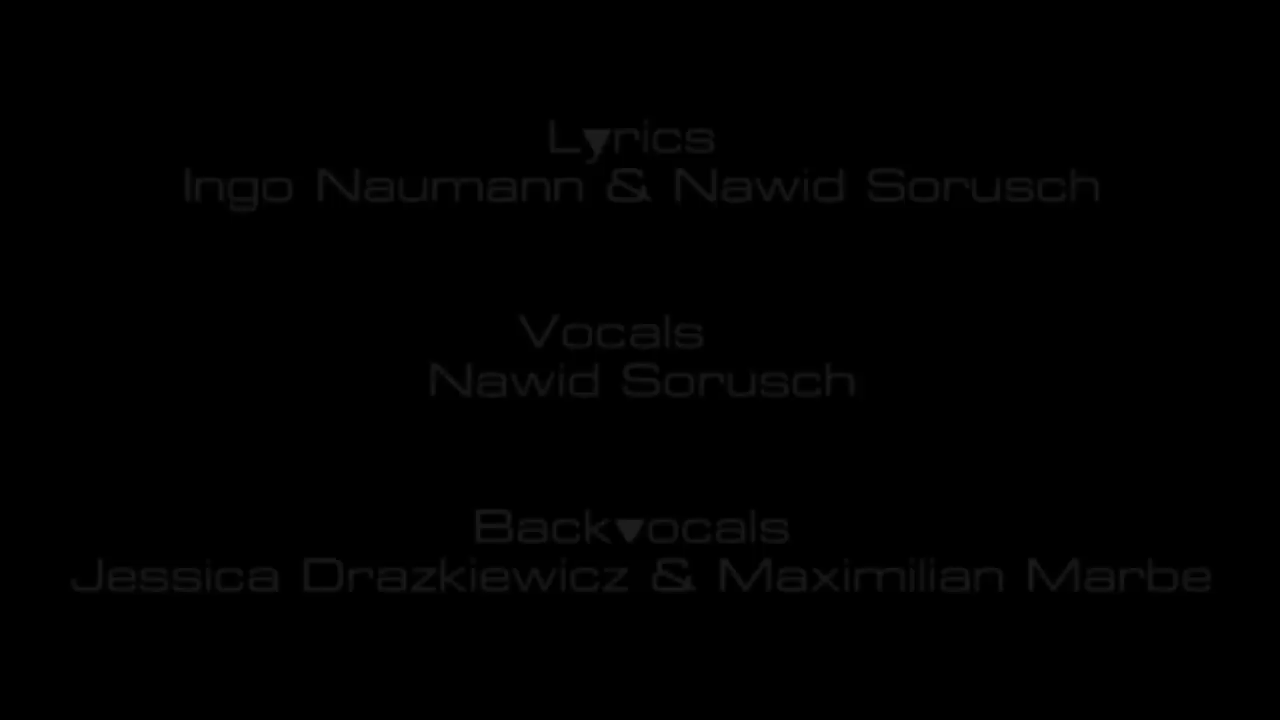 Lyrics
Ingo Naumann & Nawid Sorusch
Vocals
Nawid Sorusch
Backvocals
Jessica Drazkiewicz & Maximilian Marbe